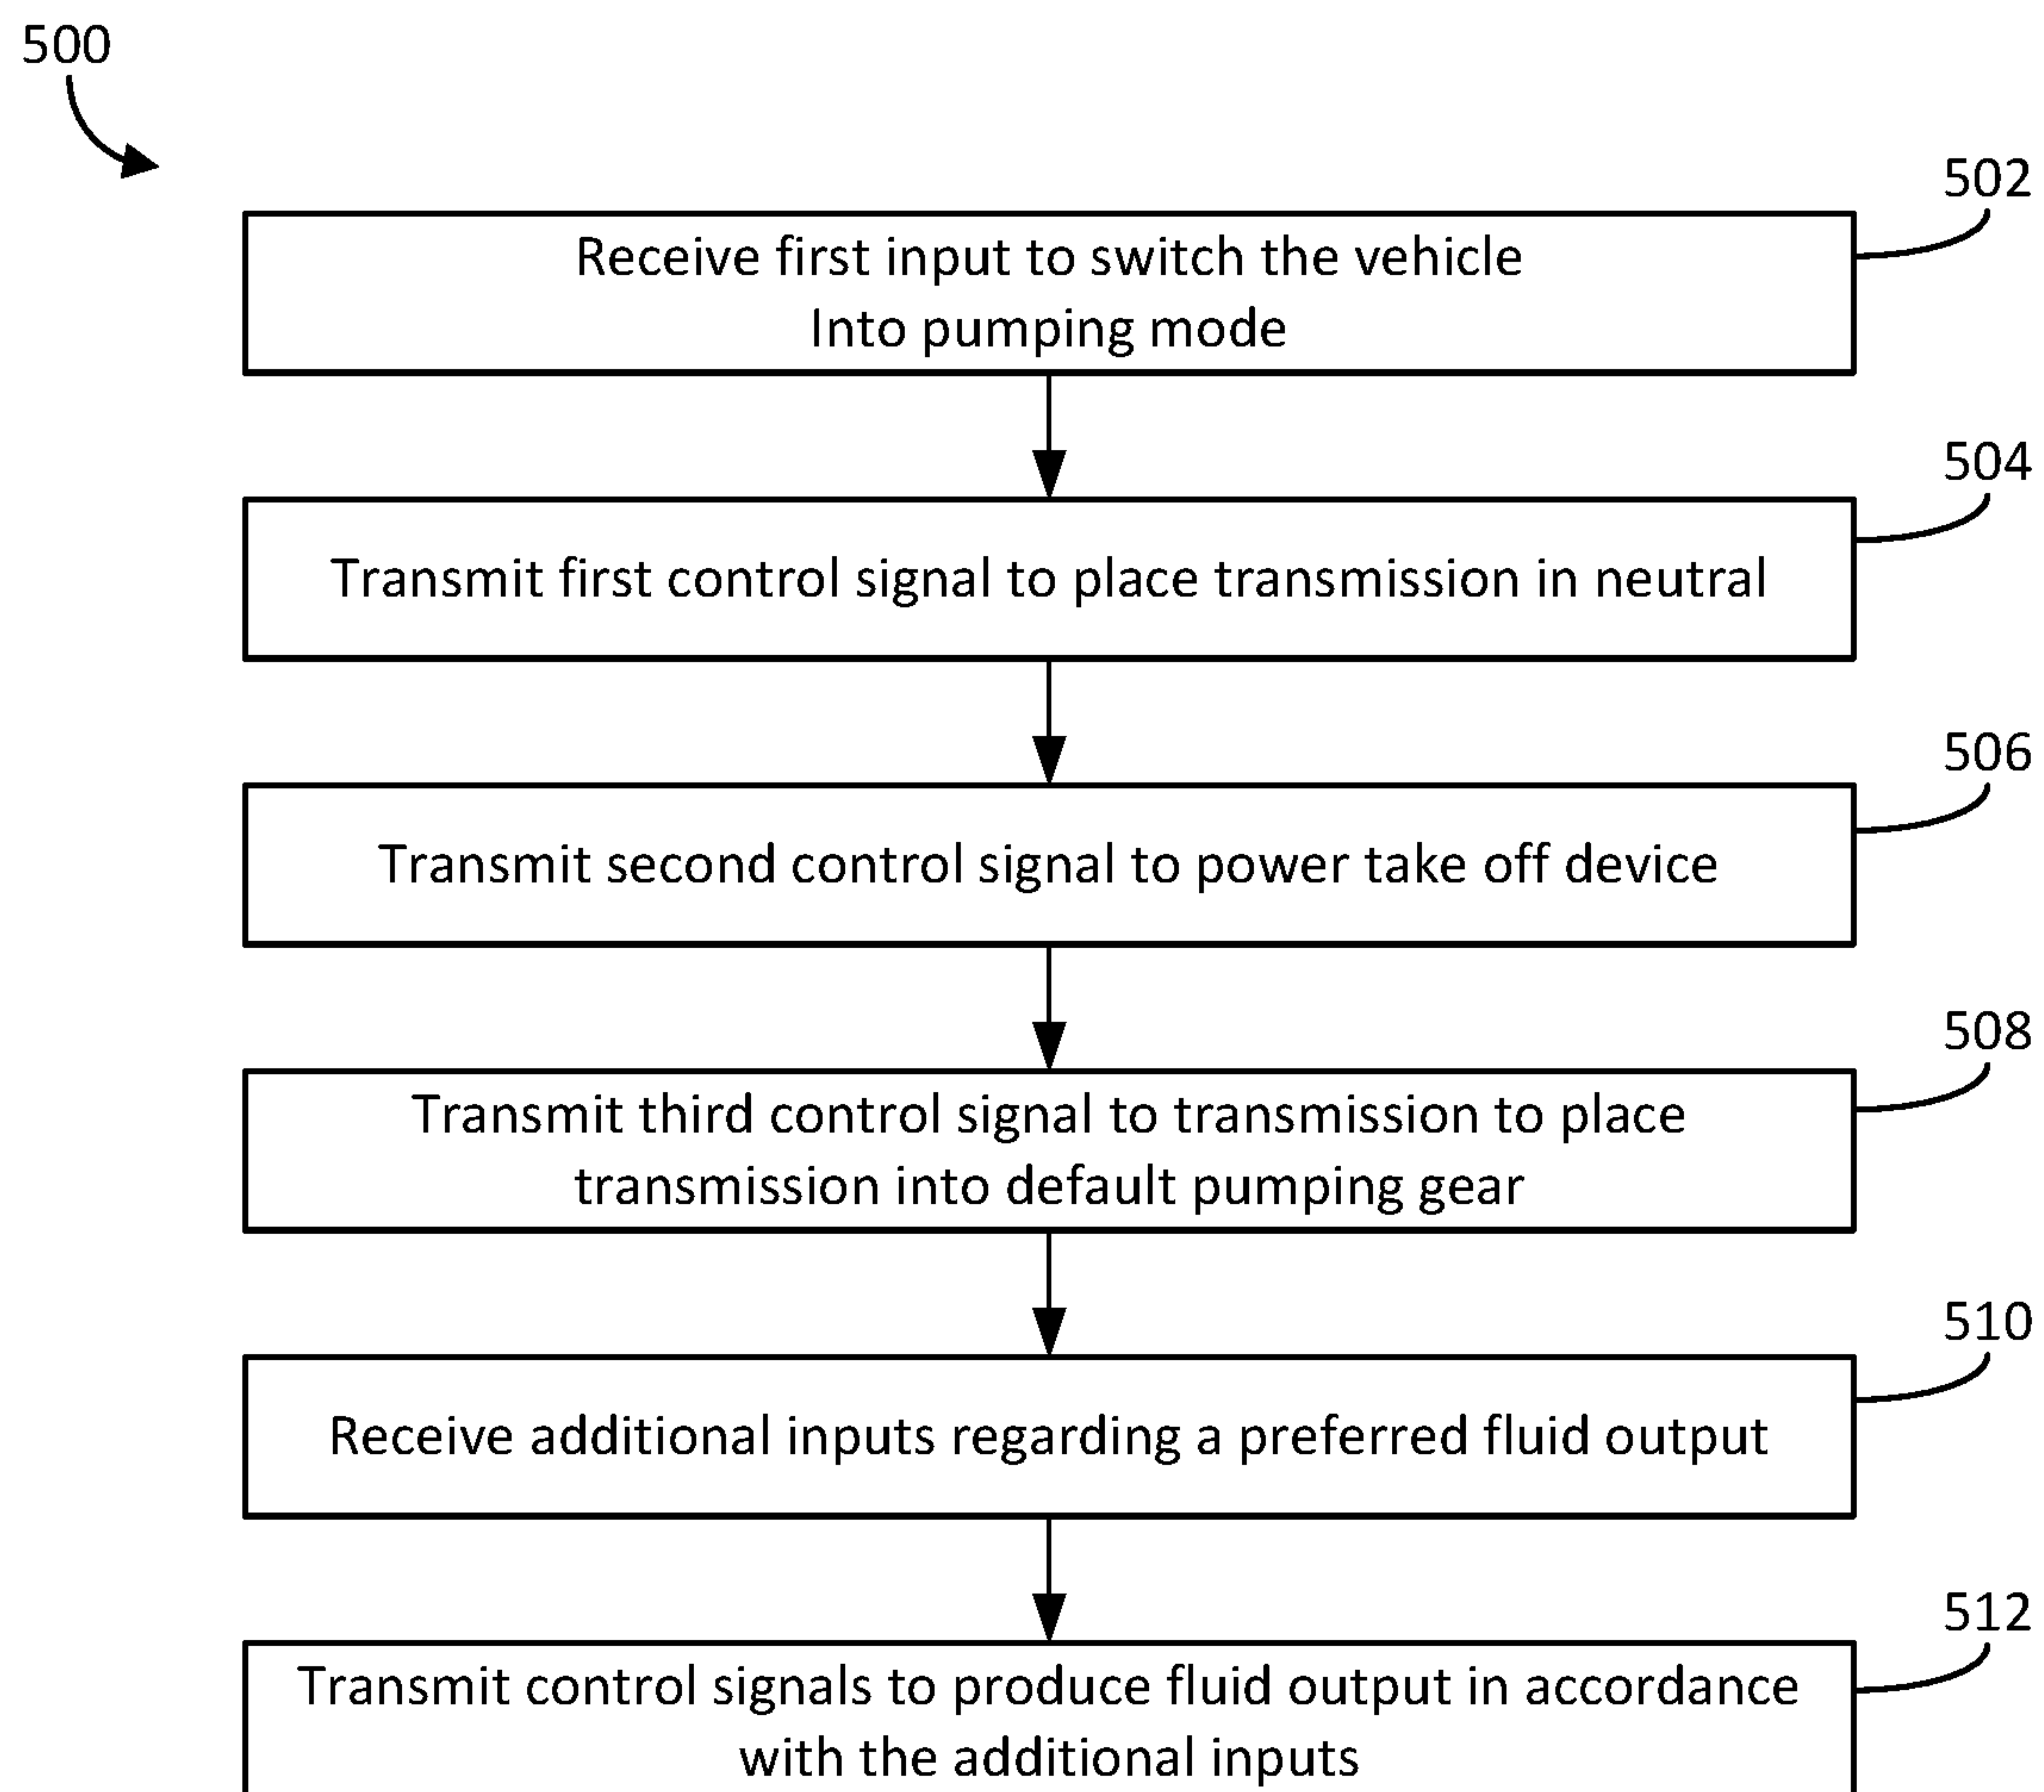 500
502
Receive first input to switch the vehicle
Into pumping mode
504
Transmit first control signal to place transmission in neutral
506
Transmit second control signal to power take off device
508
Transmit third control signal to transmission to place
transmission into default pumping gear
510
Receive additional inputs regarding a preferred fluid output
512
Transmit control signals to produce fluid output in accordance
with the additional inputs